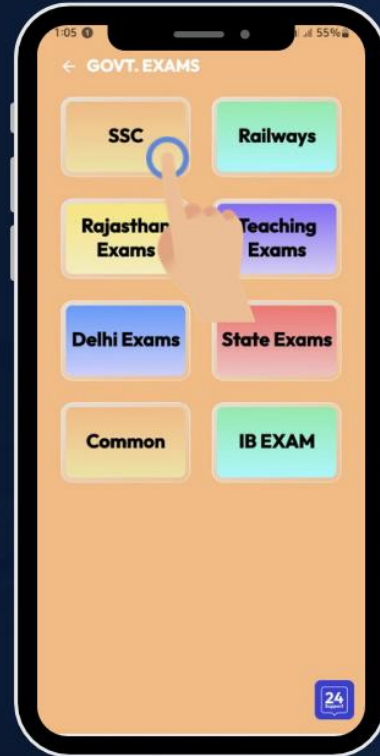 1:05
55%
← GOVT. EXAMS
SSC
Railways
Rajasthan
Exams
Teaching
Exams
Delhi Exams
State Exams
Common
IB EXAM
24
Support